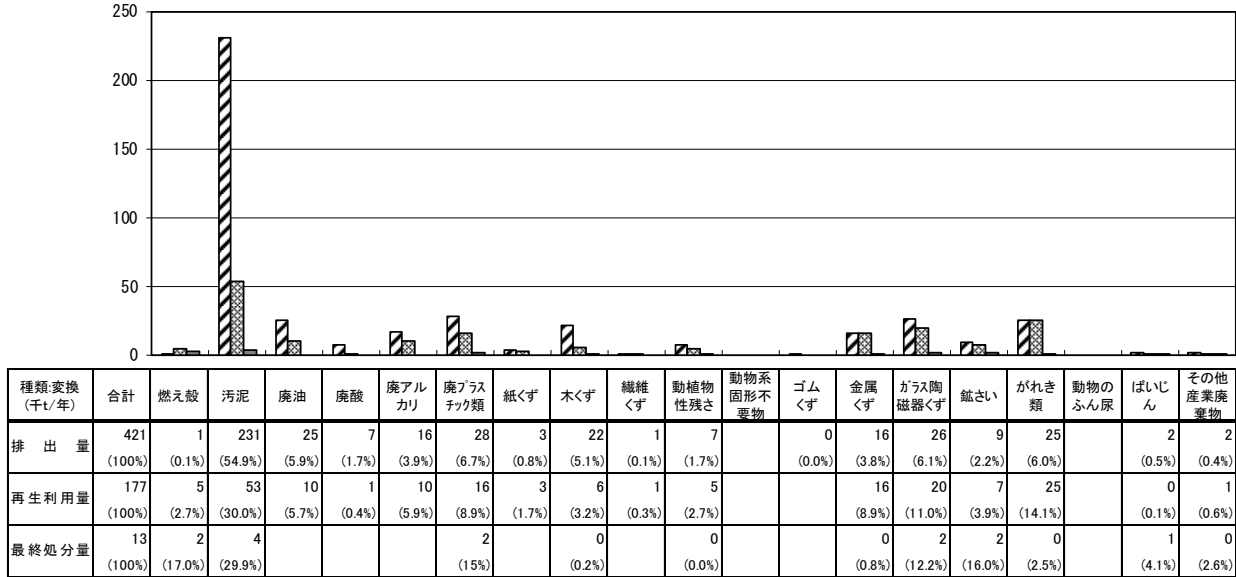 250
200
150
100
50
0
種類:変換(千t/年) 合計 燃え殻 汚泥 廃油 廃酸 廃アルカリ 廃プラスチック類 紙くず 木くず 繊維くず 動植物性残さ 動物系固形不要物 ゴムくず 金属くず ガラス陶磁器くず 鉱さい がれき類 動物のふん尿 ばいじん その他産業廃棄物
排出量 421 1 231 25 7 16 28 3 22 1 7 0 16 26 9 25 2 2
(100%) (0.1%) (54.9%) (5.9%) (1.7%) (3.9%) (6.7%) (0.8%) (5.1%) (0.1%) (1.7%) (0.0%) (3.8%) (6.1%) (2.2%) (6.0%) (0.5%) (0.4%)
再生利用量 177 5 53 10 1 10 16 3 6 1 5 16 20 7 25 0 1
(100%) (2.7%) (30.0%) (5.7%) (0.4%) (5.9%) (8.9%) (1.7%) (3.2%) (0.3%) (2.7%) (8.9%) (11.0%) (3.9%) (14.1%) (0.1%) (0.6%)
最終処分量 13 2 4 2 0 0 0 2 2 0 1 0
(100%) (17.0%) (29.9%) (15%) (0.2%) (0.0%) (0.8%) (12.2%) (16.0%) (2.5%) (4.1%) (2.6%)